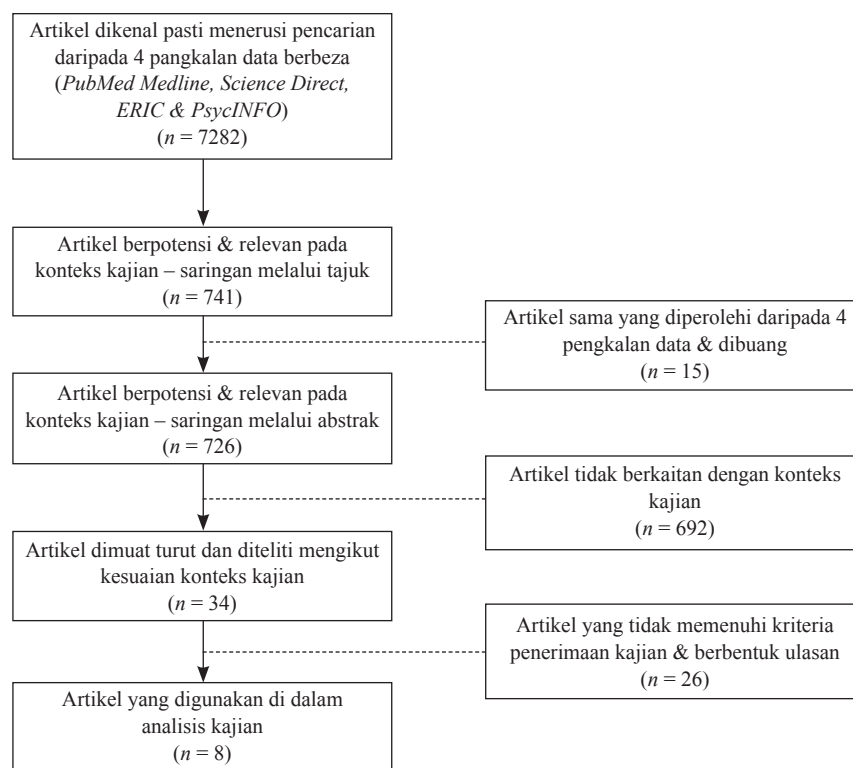 Artikel dikenal pasti menerusi pencarian
daripada 4 pangkalan data berbeza
(PubMed Medline, Science Direct,
ERIC & PsycINFO)
(n = 7282)
Artikel berpotensi & relevan pada
konteks kajian – saringan melalui tajuk
(n = 741)
Artikel sama yang diperolehi daripada 4
pengkalan data & dibuang
(n = 15)
Artikel berpotensi & relevan pada
konteks kajian – saringan melalui abstrak
(n = 726)
Artikel tidak berkaitan dengan konteks
kajian
(n = 692)
Artikel dimuat turut dan diteliti mengikut
kesuaian konteks kajian
(n = 34)
Artikel yang tidak memenuhi kriteria
penerimaan kajian & berbentuk ulasan
(n = 26)
Artikel yang digunakan di dalam
analisis kajian
(n = 8)